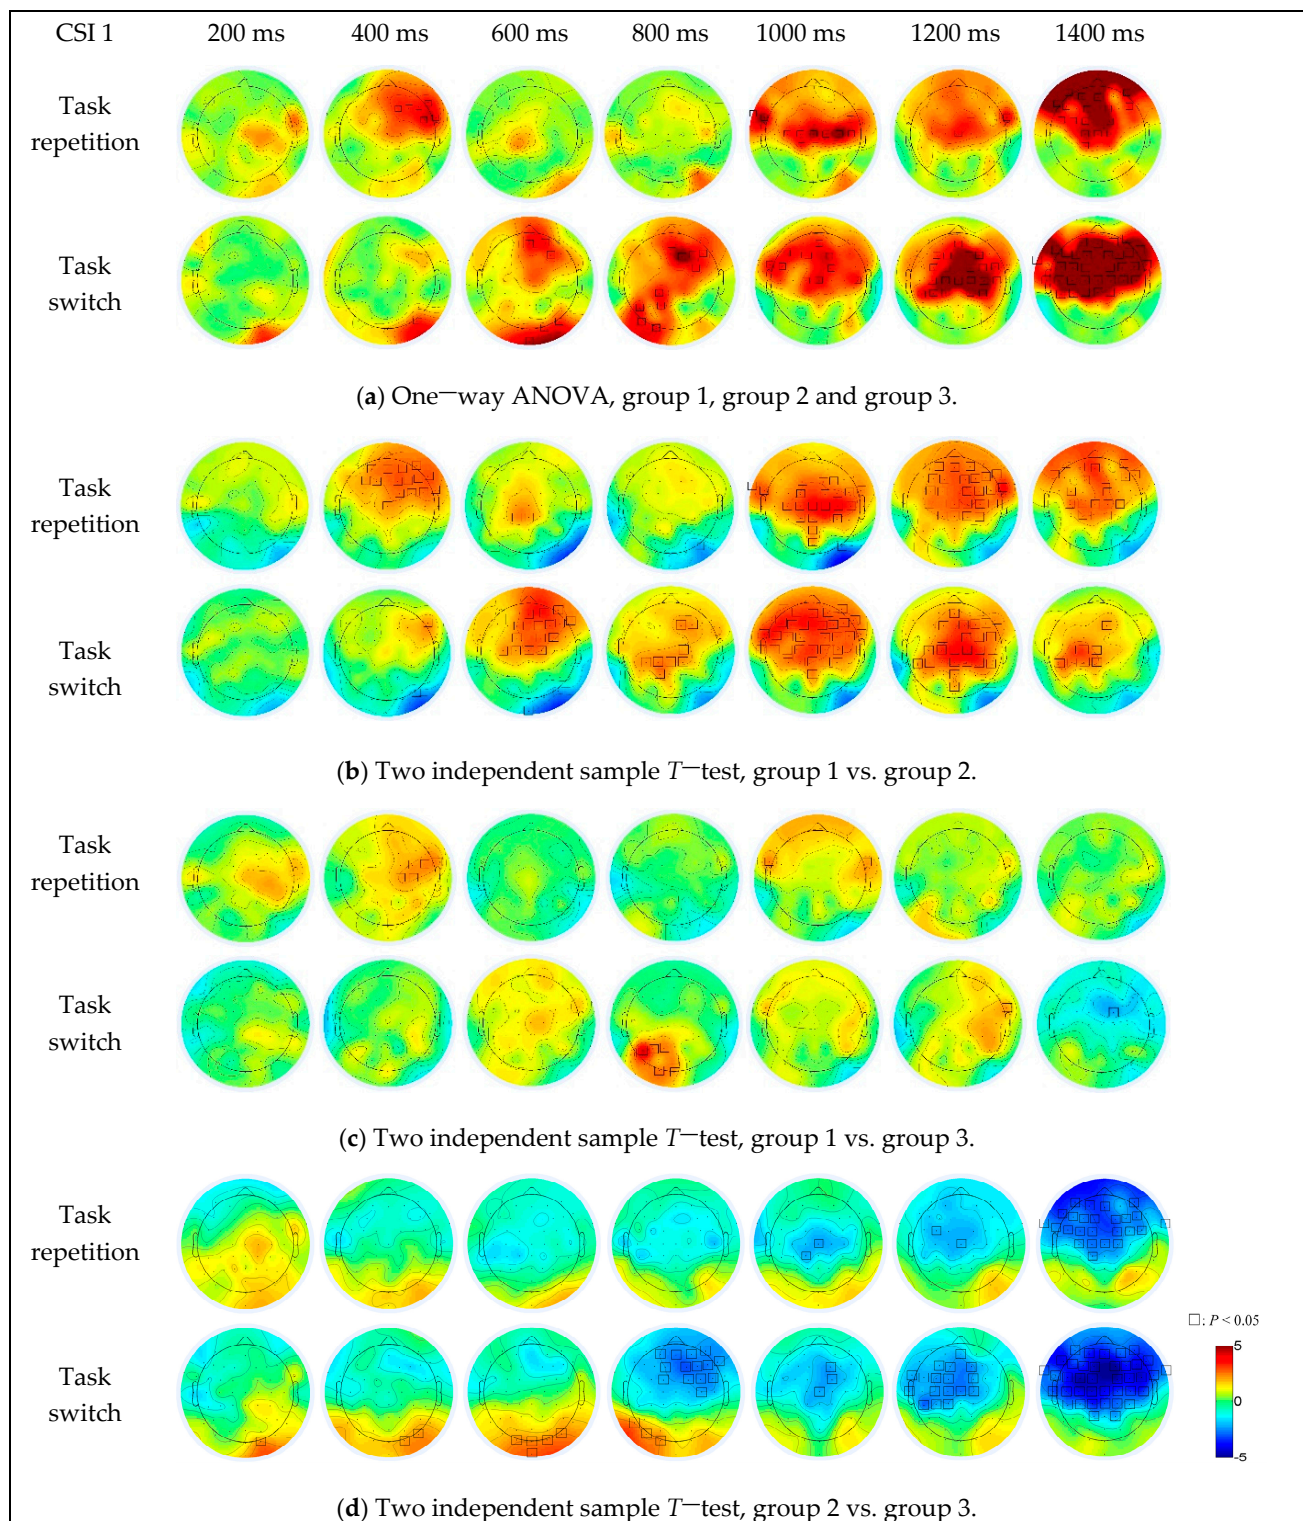 CSI 1 200 ms 400 ms 600 ms 800 ms 1000 ms 1200 ms 1400 ms
Task
repetition
Task
switch
(a) One—way ANOVA, group 1, group 2 and group 3.
Task
repetition
Task
switch
(b) Two independent sample T—test, group 1 vs. group 2.
Task
repetition
Task
switch
(c) Two independent sample T—test, group 1 vs. group 3.
Task
repetition
□: P < 0.05
Task
switch
5
0
-5
(d) Two independent sample T—test, group 2 vs. group 3.